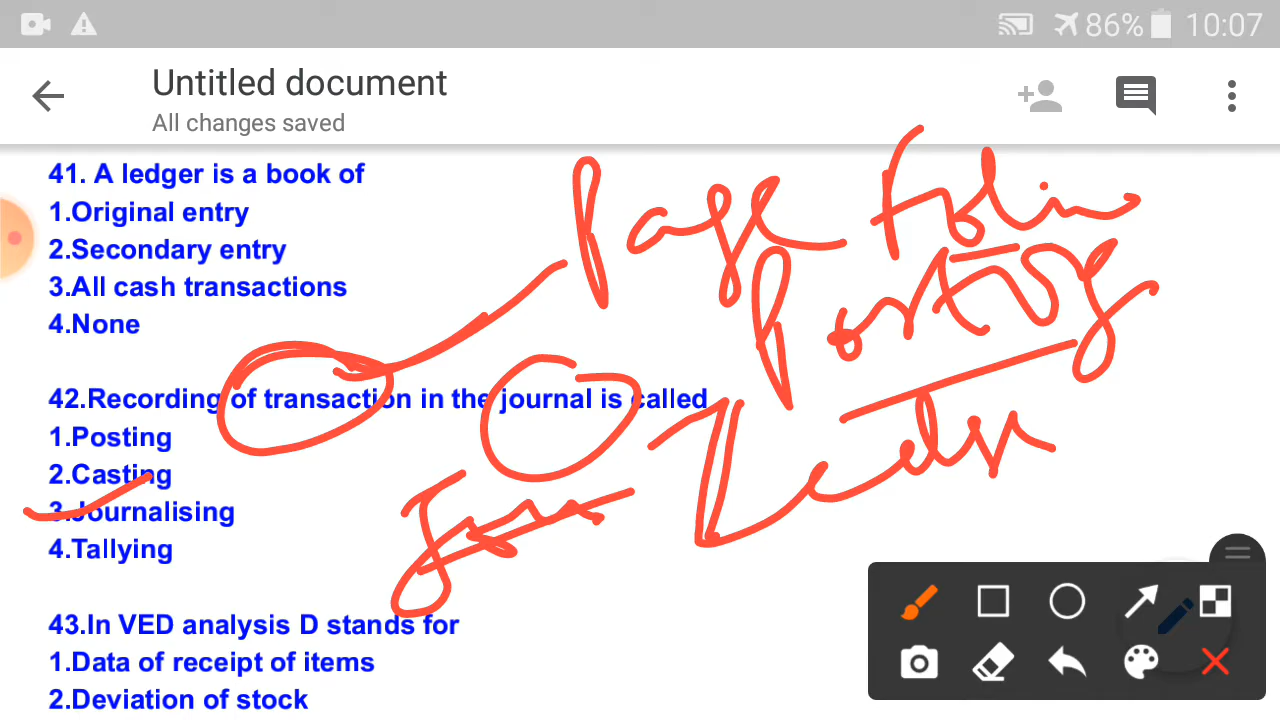 86% 10:07
Untitled document
All changes saved
41. A ledger is a book of
1.Original entry
2.Secondary entry
3.All cash transactions
4.None
Page Folio
Posting
42.Recording of transaction in the journal is called
1.Posting
2.Casting
3.Journalising
4.Tallying
43.In VED analysis D stands for
1.Data of receipt of items
2.Deviation of stock